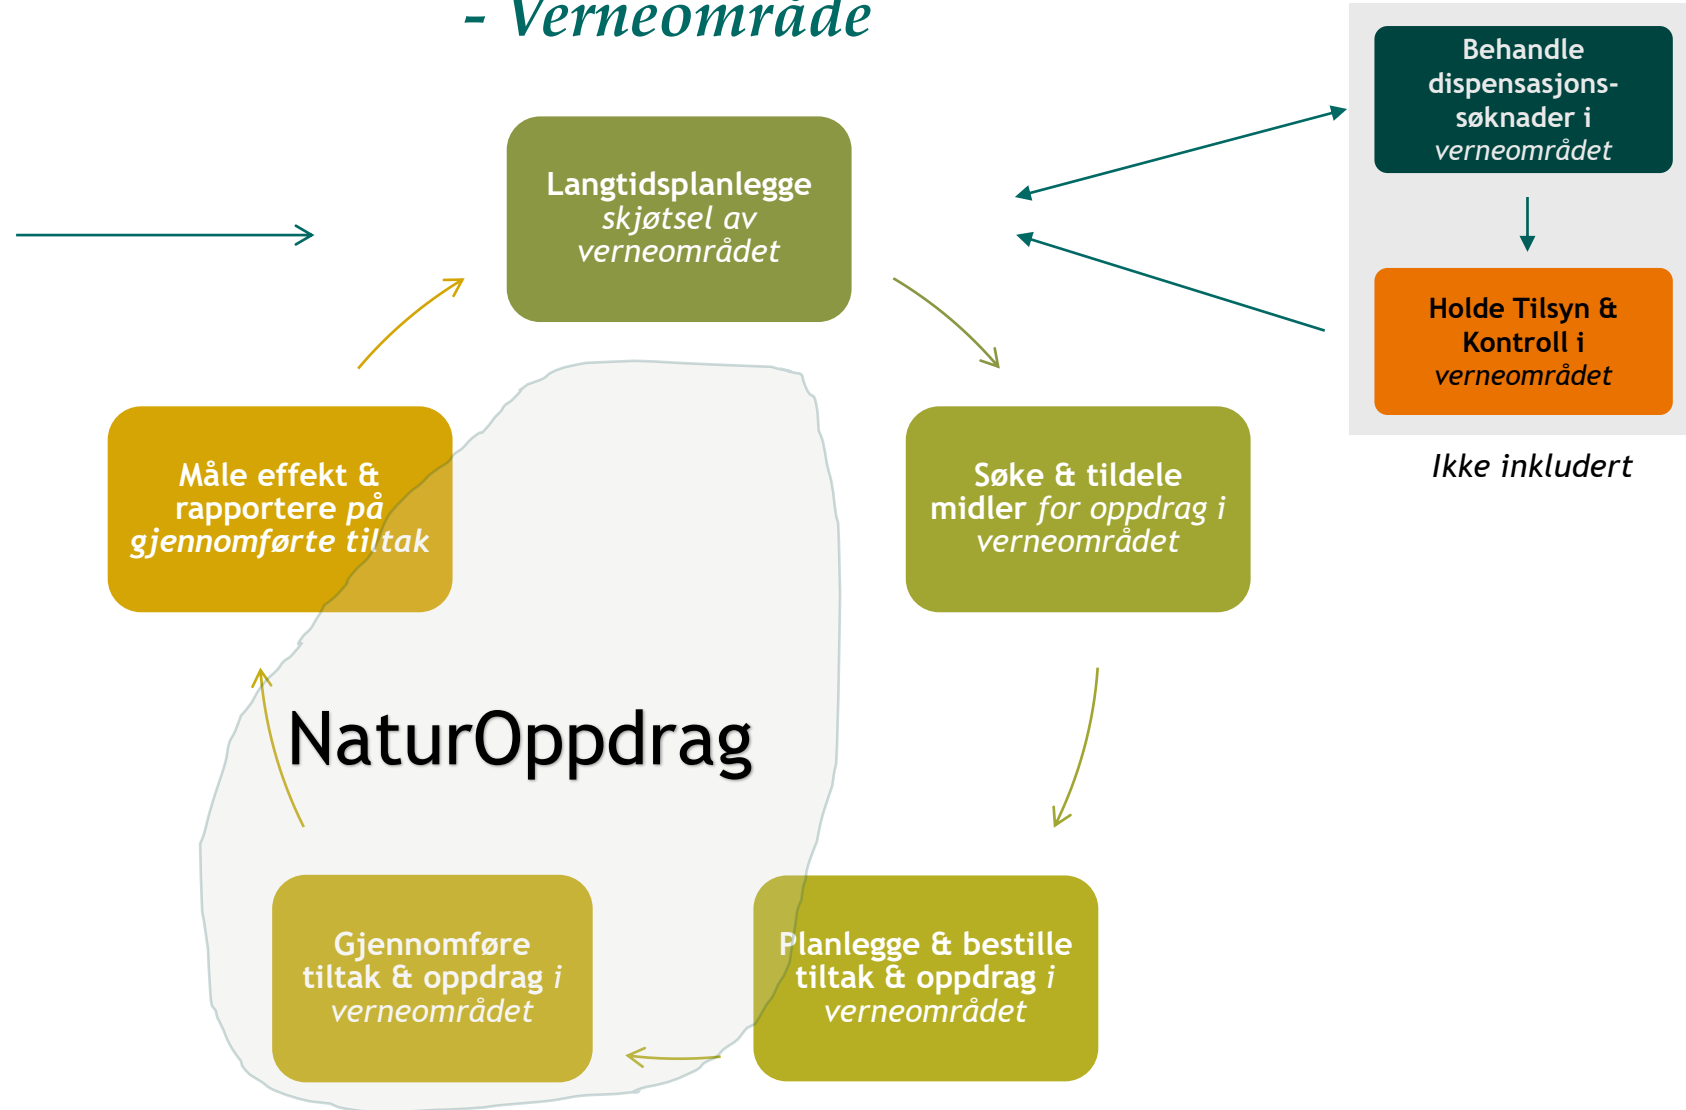 - Verneområde
Behandle
dispensasjons-
søknader i
verneområdet
Langtidsplanlegge
skjøtsel av
verneområdet
Holde Tilsyn &
Kontroll i
verneområdet
Ikke inkludert
Måle effekt &
rapportere på
gjennomførte tiltak
Søke & tildele
midler for oppdrag i
verneområdet
NaturOppdrag
Gjennomføre
tiltak & oppdrag i
verneområdet
Planlegge & bestille
tiltak & oppdrag i
verneområdet